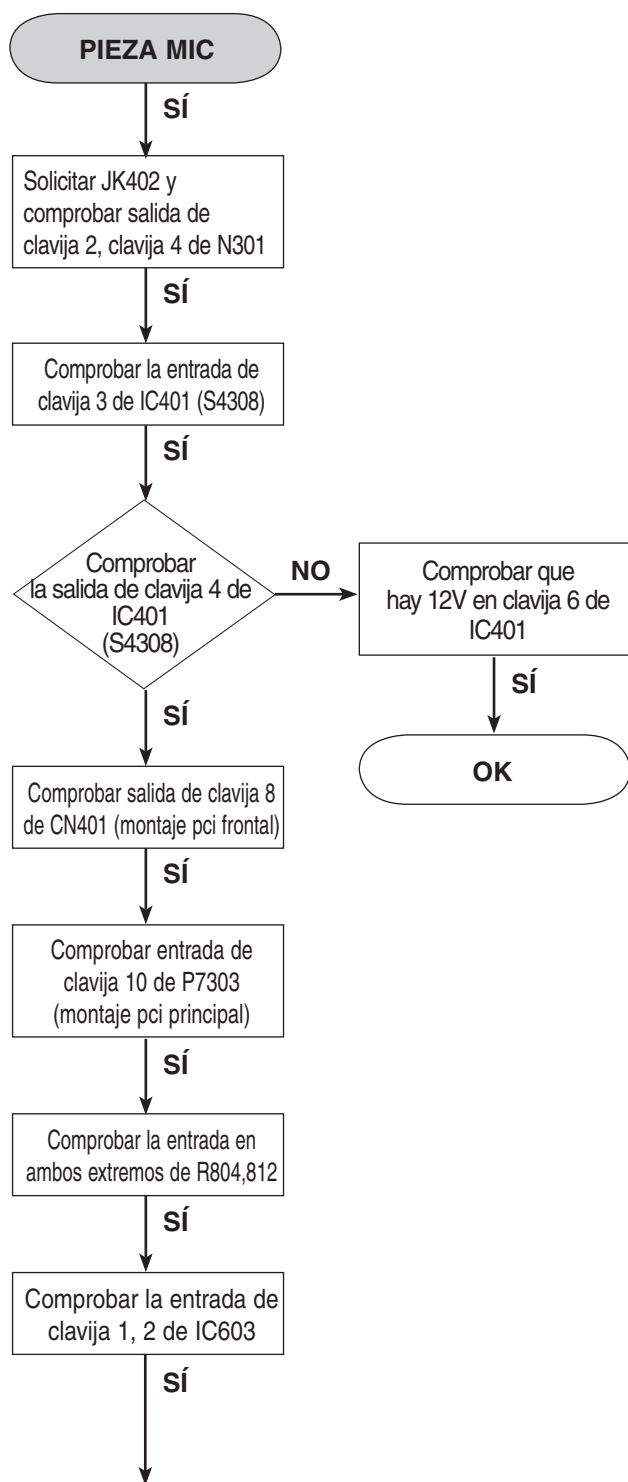 PIEZA MIC
SÍ
Solicitar JK402 y
comprobar salida de
clavija 2, clavija 4 de N301
SÍ
Comprobar la entrada de
clavija 3 de IC401 (S4308)
SÍ
Comprobar
la salida de clavija 4 de
IC401
(S4308)
NO
Comprobar que
hay 12V en clavija 6 de
IC401
SÍ
OK
SÍ
Comprobar salida de clavija 8
de CN401 (montaje pci frontal)
SÍ
Comprobar entrada de
clavija 10 de P7303
(montaje pci principal)
SÍ
Comprobar la entrada en
ambos extremos de R804,812
SÍ
Comprobar la entrada de
clavija 1, 2 de IC603
SÍ